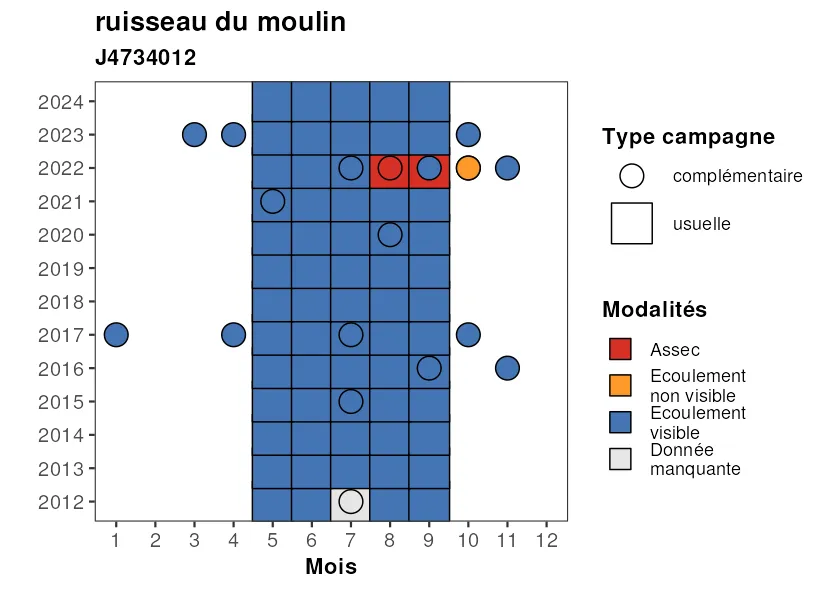 ruisseau du moulin
J4734012
2024
2023
2022
2021
2020
2019
2018
2017
2016
2015
2014
2013
2012
1 2 3 4 5 6 7 8 9 10 11 12
Mois
Type campagne
complémentaire
usuelle
Modalités
Assec
Ecoulement
non visible
Ecoulement
visible
Donnée
manquante